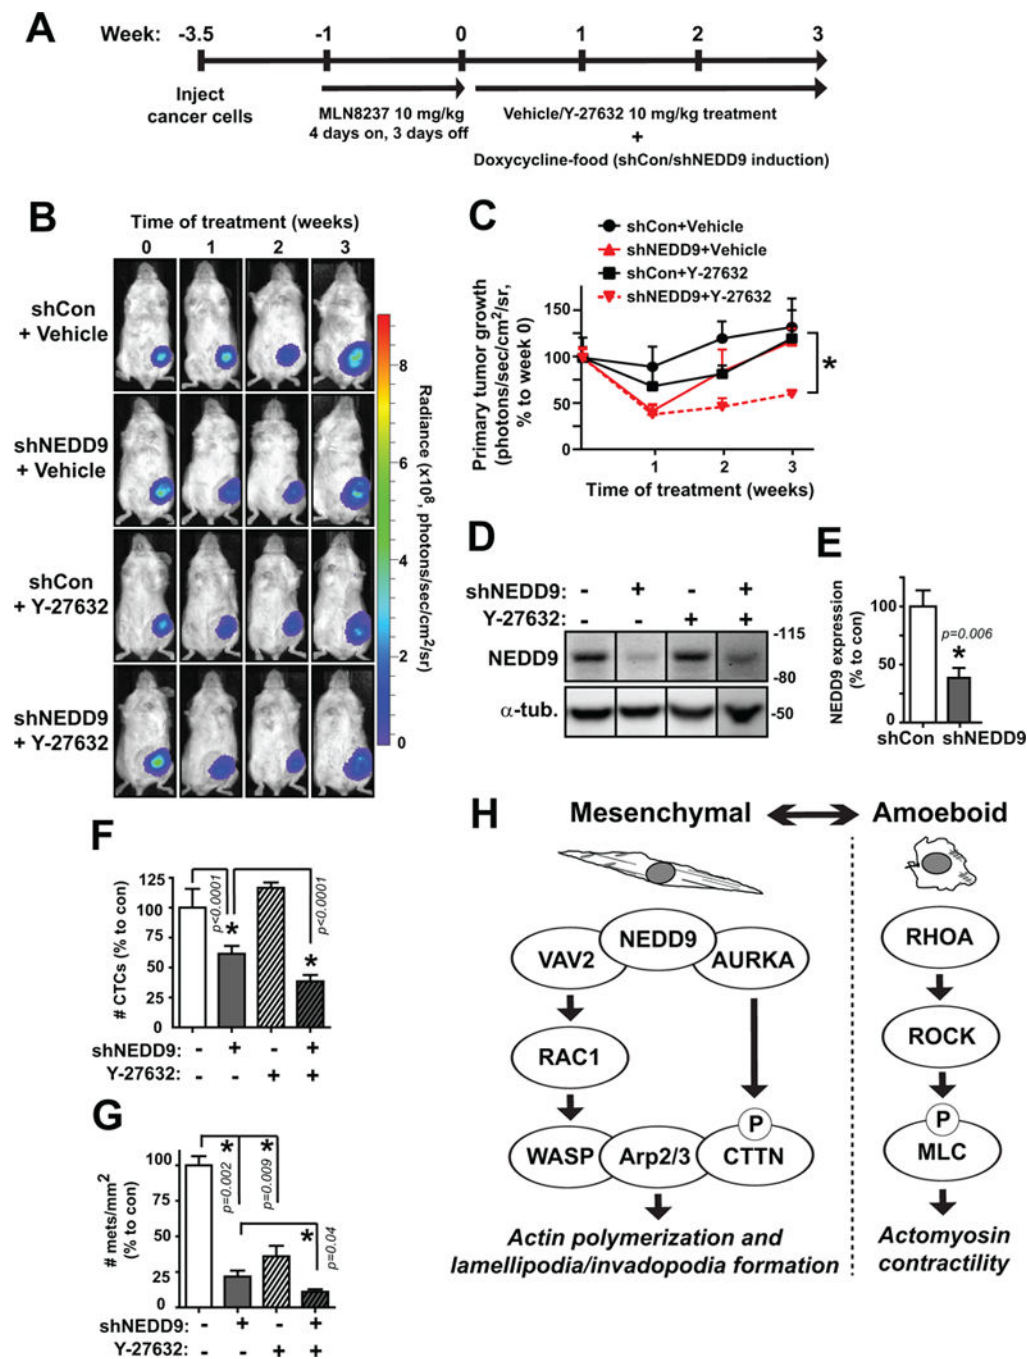 A
Week: -3.5 -1 0 1 2 3
Inject
cancer cells
MLN8237 10 mg/kg
4 days on, 3 days off
Vehicle/Y-27632 10 mg/kg treatment
+
Doxycycline-food (shCon/shNEDD9 induction)
B
Time of treatment (weeks)
0 1 2 3
shCon
+ Vehicle
shNEDD9
+ Vehicle
shCon
+ Y-27632
shNEDD9
+ Y-27632
8
6
4
2
0
Radiance (x10⁸, photons/sec/cm²/sr)
C
shCon+Vehicle
shNEDD9+Vehicle
shCon+Y-27632
shNEDD9+Y-27632
Primary tumor growth
(photons/sec/cm²/sr,
% to week 0)
150
100
50
0
*
1 2 3
Time of treatment (weeks)
D
shNEDD9: - + - +
Y-27632: - - + +
NEDD9
-115
-80
α-tub.
-50
E
NEDD9 expression
(% to con)
100
50
0
p=0.006
*
shCon shNEDD9
F
# CTCs (% to con)
125
100
75
50
25
0
p<0.0001
*
p<0.0001
*
shNEDD9: - + - +
Y-27632: - - + +
G
# mets/mm²
(% to con)
100
75
50
25
0
*
p=0.002
*
p=0.009
*
p=0.04
shNEDD9: - + - +
Y-27632: - - + +
H
Mesenchymal Amoeboid
VAV2 NEDD9 AURKA
RAC1
WASP Arp2/3 CTTN
P
Actin polymerization and
lamellipodia/invadopodia formation
RHOA
ROCK
P
MLC
Actomyosin
contractility